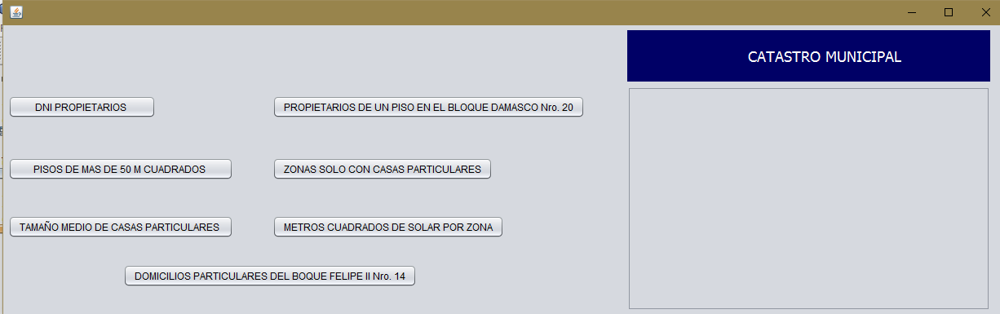 CATASTRO MUNICIPAL
DNI PROPIETARIOS
PROPIETARIOS DE UN PISO EN EL BLOQUE DAMASCO Nro. 20
PISOS DE MAS DE 50 M CUADRADOS
ZONAS SOLO CON CASAS PARTICULARES
TAMAÑO MEDIO DE CASAS PARTICULARES
METROS CUADRADOS DE SOLAR POR ZONA
DOMICILIOS PARTICULARES DEL BOQUE FELIPE II Nro. 14